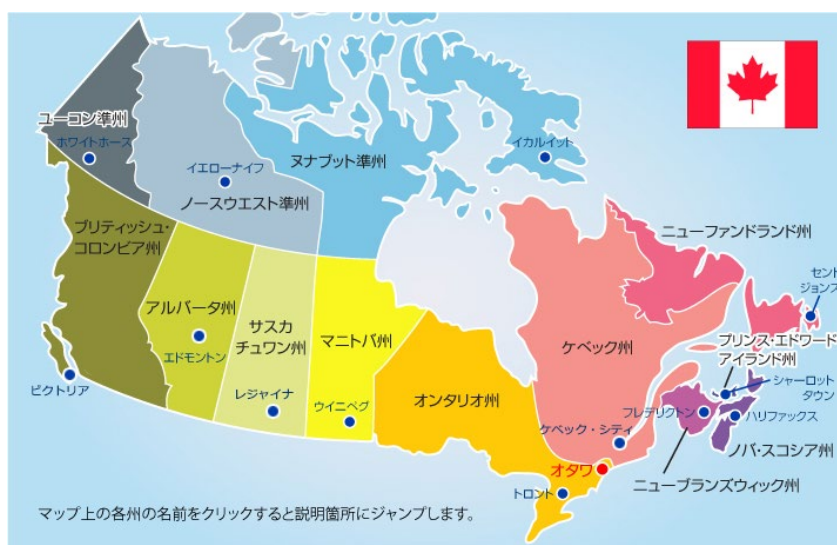 ユーコン準州
ホワイトホース
イエローナイフ
ノースウエスト準州
ヌナブット準州
イカルイット
ブリティッシュ・
コロンビア州
ビクトリア
アルバータ州
エドモントン
サスカ
チュワン州
レジャイナ
マニトバ州
ウイニペグ
オンタリオ州
トロント
オタワ
ケベック州
ケベック・シティ
ニューファンドランド州
セント
ジョンズ
プリンス・エドワード
アイランド州
シャーロット
タウン
フレデリクトン
ハリファックス
ノバ・スコシア州
ニューブランズウィック州
マップ上の各州の名前をクリックすると説明箇所にジャンプします。